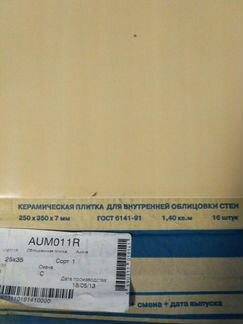 КЕРАМИЧЕСКАЯ ПЛИТКА ДЛЯ ВНУТРЕННЕЙ ОБЛИЦОВКИ СТЕН
250 х 350 х 7 мм ГОСТ 6141-91 1,40 кв.м 16 штук
AUM011R
25x35 Сорт 1
Смена
C Дата производства
18/05/13
смена + дата выпуска